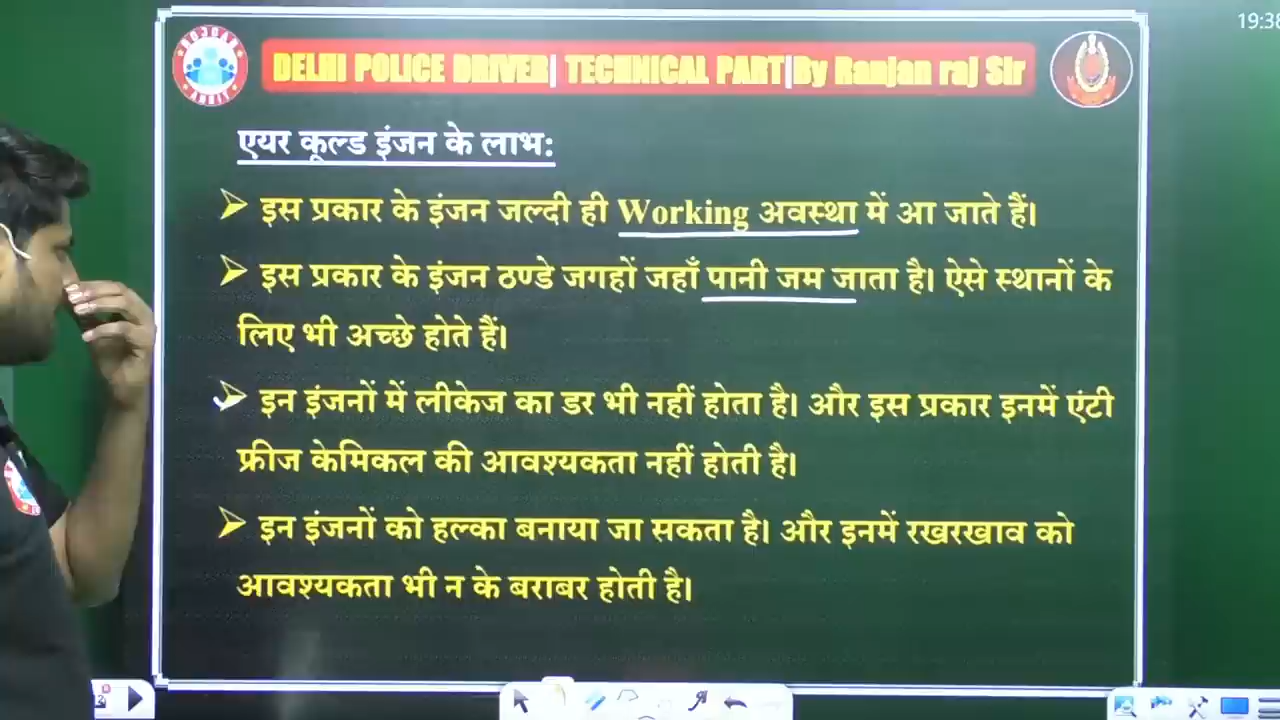 19:38
ROJGAR
DELHI POLICE DRIVER| TECHNICAL PART|By Ranjan raj Sir
एयर कूल्ड इंजन के लाभ:
इस प्रकार के इंजन जल्दी ही Working अवस्था में आ जाते हैं।
इस प्रकार के इंजन ठण्डे जगहों जहाँ पानी जम जाता है। ऐसे स्थानों के
लिए भी अच्छे होते हैं।
इन इंजनों में लीकेज का डर भी नहीं होता है। और इस प्रकार इनमें एंटी
फ्रीज केमिकल की आवश्यकता नहीं होती है।
इन इंजनों को हल्का बनाया जा सकता है। और इनमें रखरखाव को
आवश्यकता भी न के बराबर होती है।